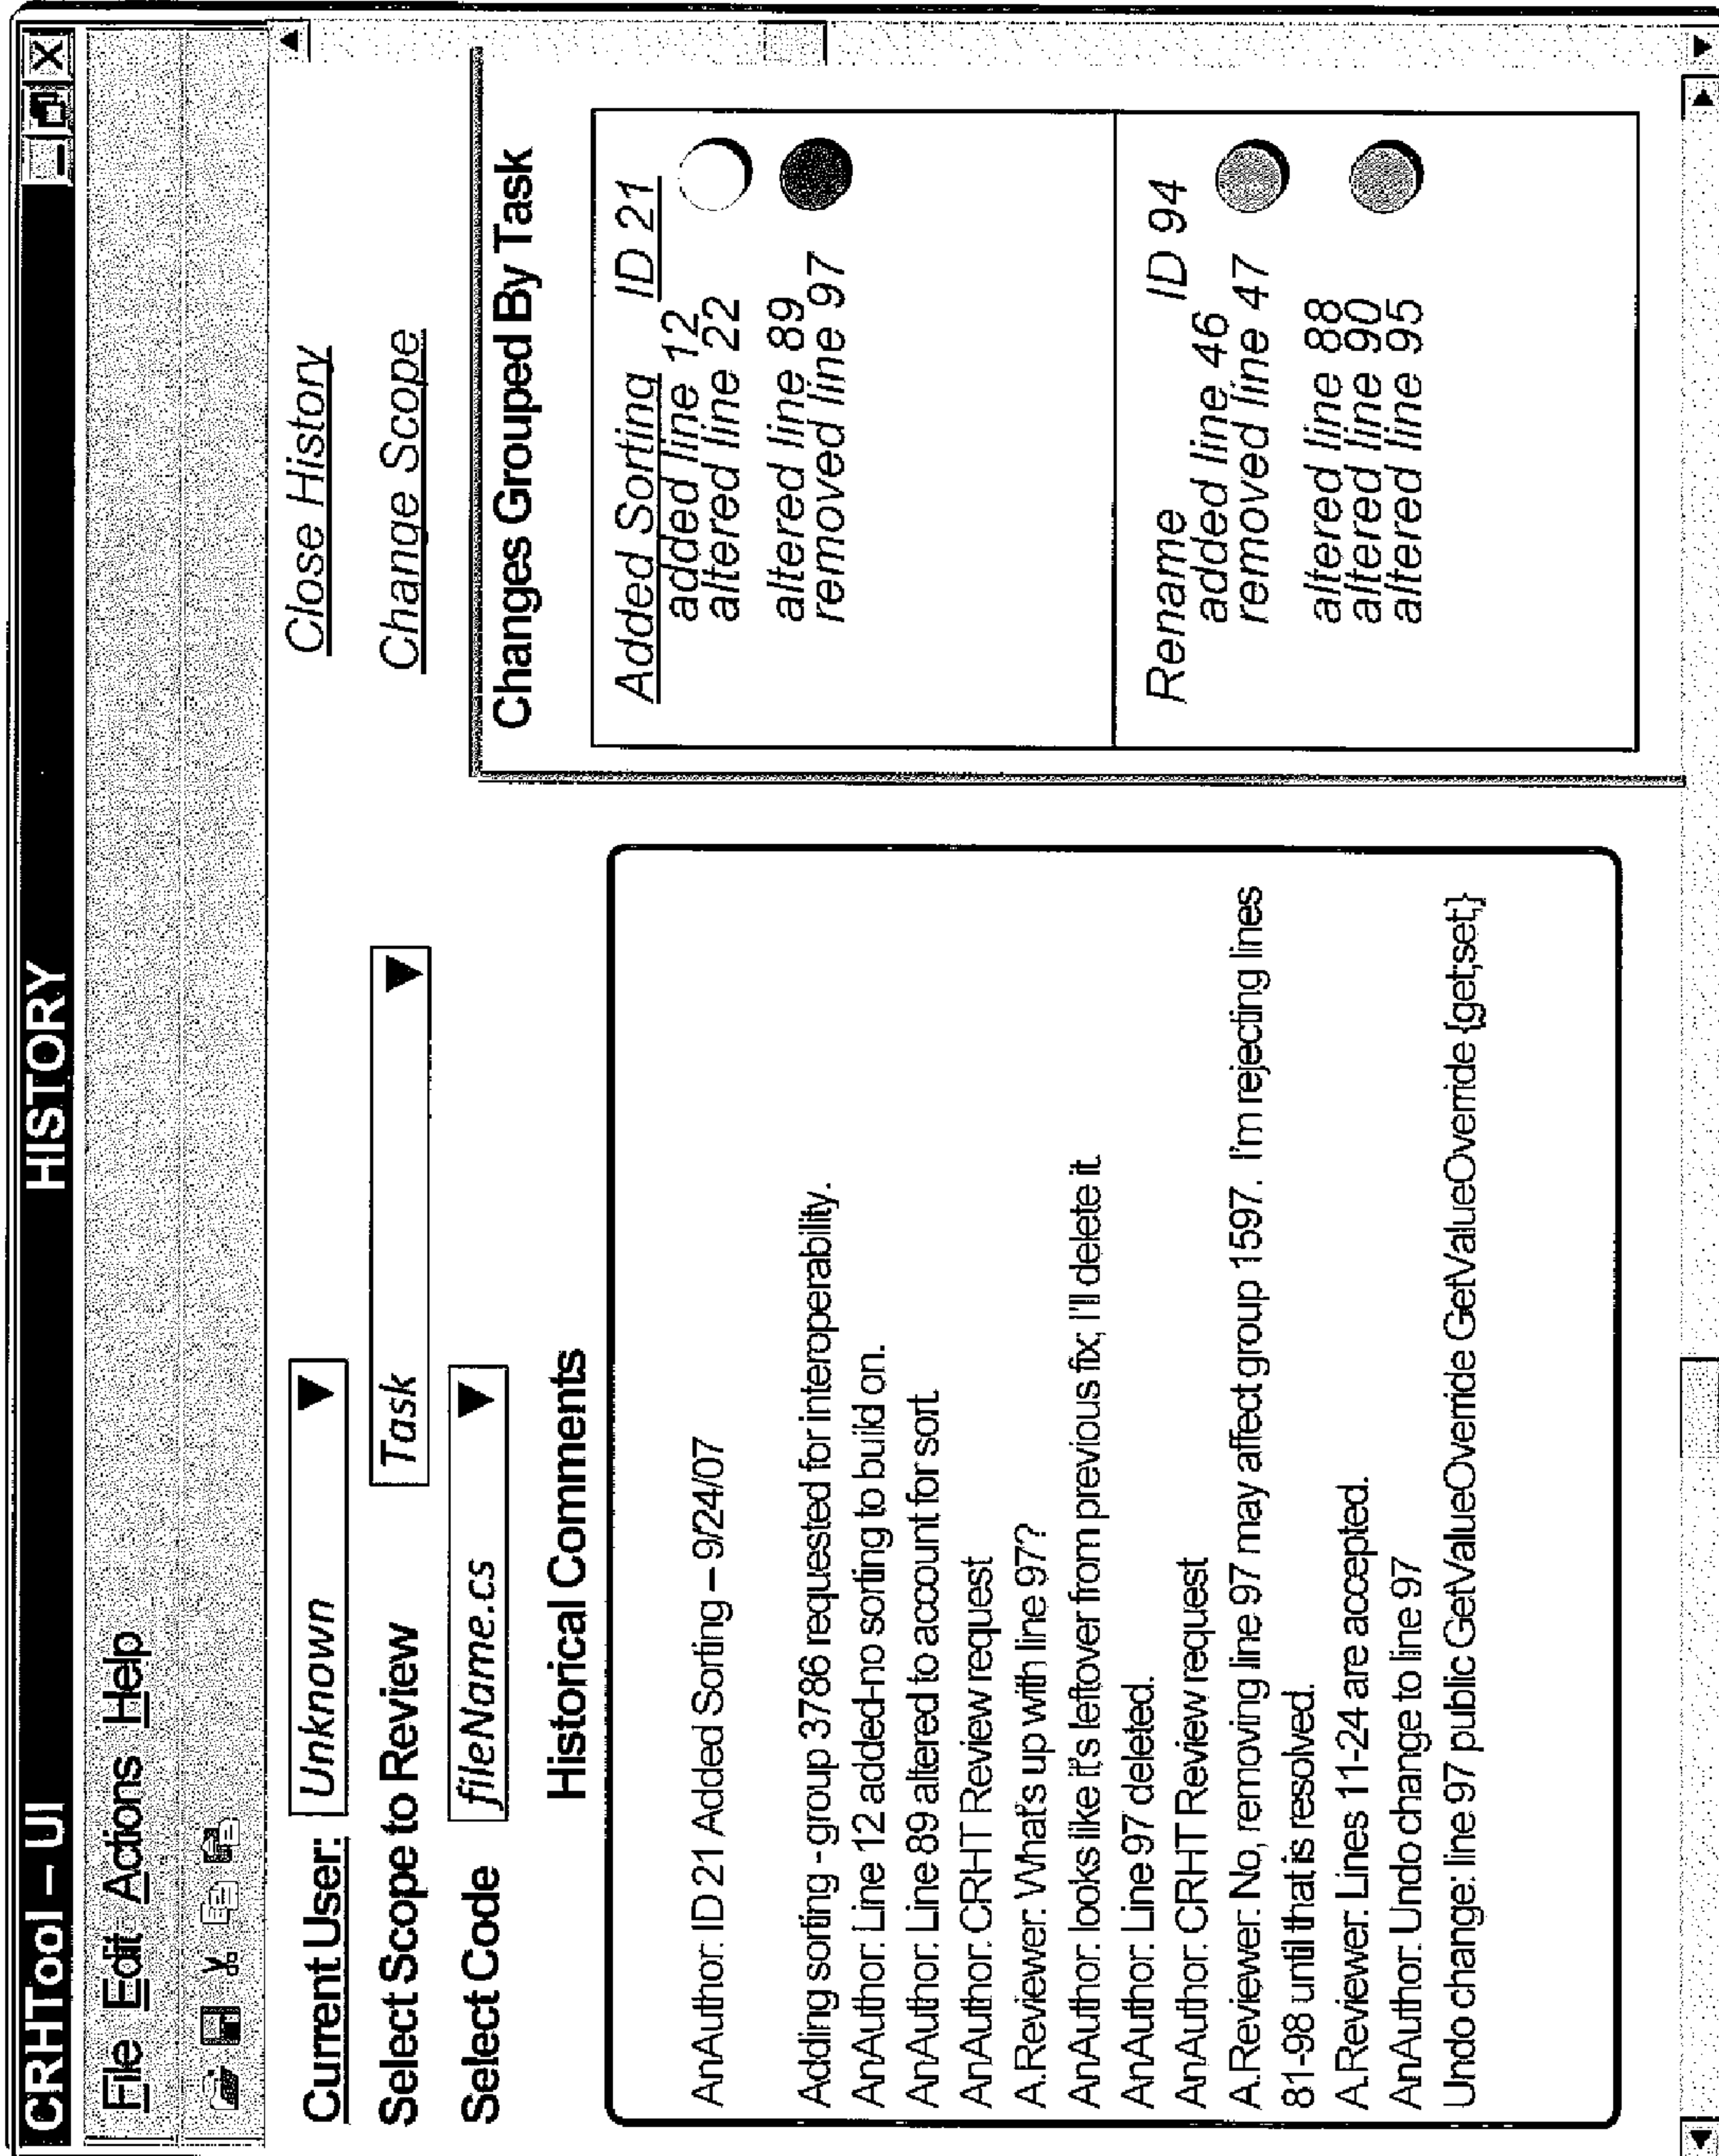 CRHTool – UI HISTORY
File Edit Actions Help
Current User: Unknown
Close History
Select Scope to Review Task
Change Scope
Select Code fileName.cs
Historical Comments
AnAuthor: ID 21 Added Sorting – 9/24/07
Adding sorting - group 3786 requested for interoperability.
AnAuthor: Line 12 added-no sorting to build on.
AnAuthor: Line 89 altered to account for sort.
AnAuthor: CRHT Review request
A.Reviewer: What's up with line 97?
AnAuthor: looks like it's leftover from previous fix; I'll delete it.
AnAuthor: Line 97 deleted.
AnAuthor: CRHT Review request
A.Reviewer: No, removing line 97 may affect group 1597. I'm rejecting lines
81-98 until that is resolved.
A.Reviewer: Lines 11-24 are accepted.
AnAuthor: Undo change to line 97
Undo change: line 97 public GetValueOverride GetValueOverride {get;set;}
Changes Grouped By Task
Added Sorting ID 21
added line 12
altered line 22
altered line 89
removed line 97
Rename ID 94
added line 46
removed line 47
altered line 88
altered line 90
altered line 95